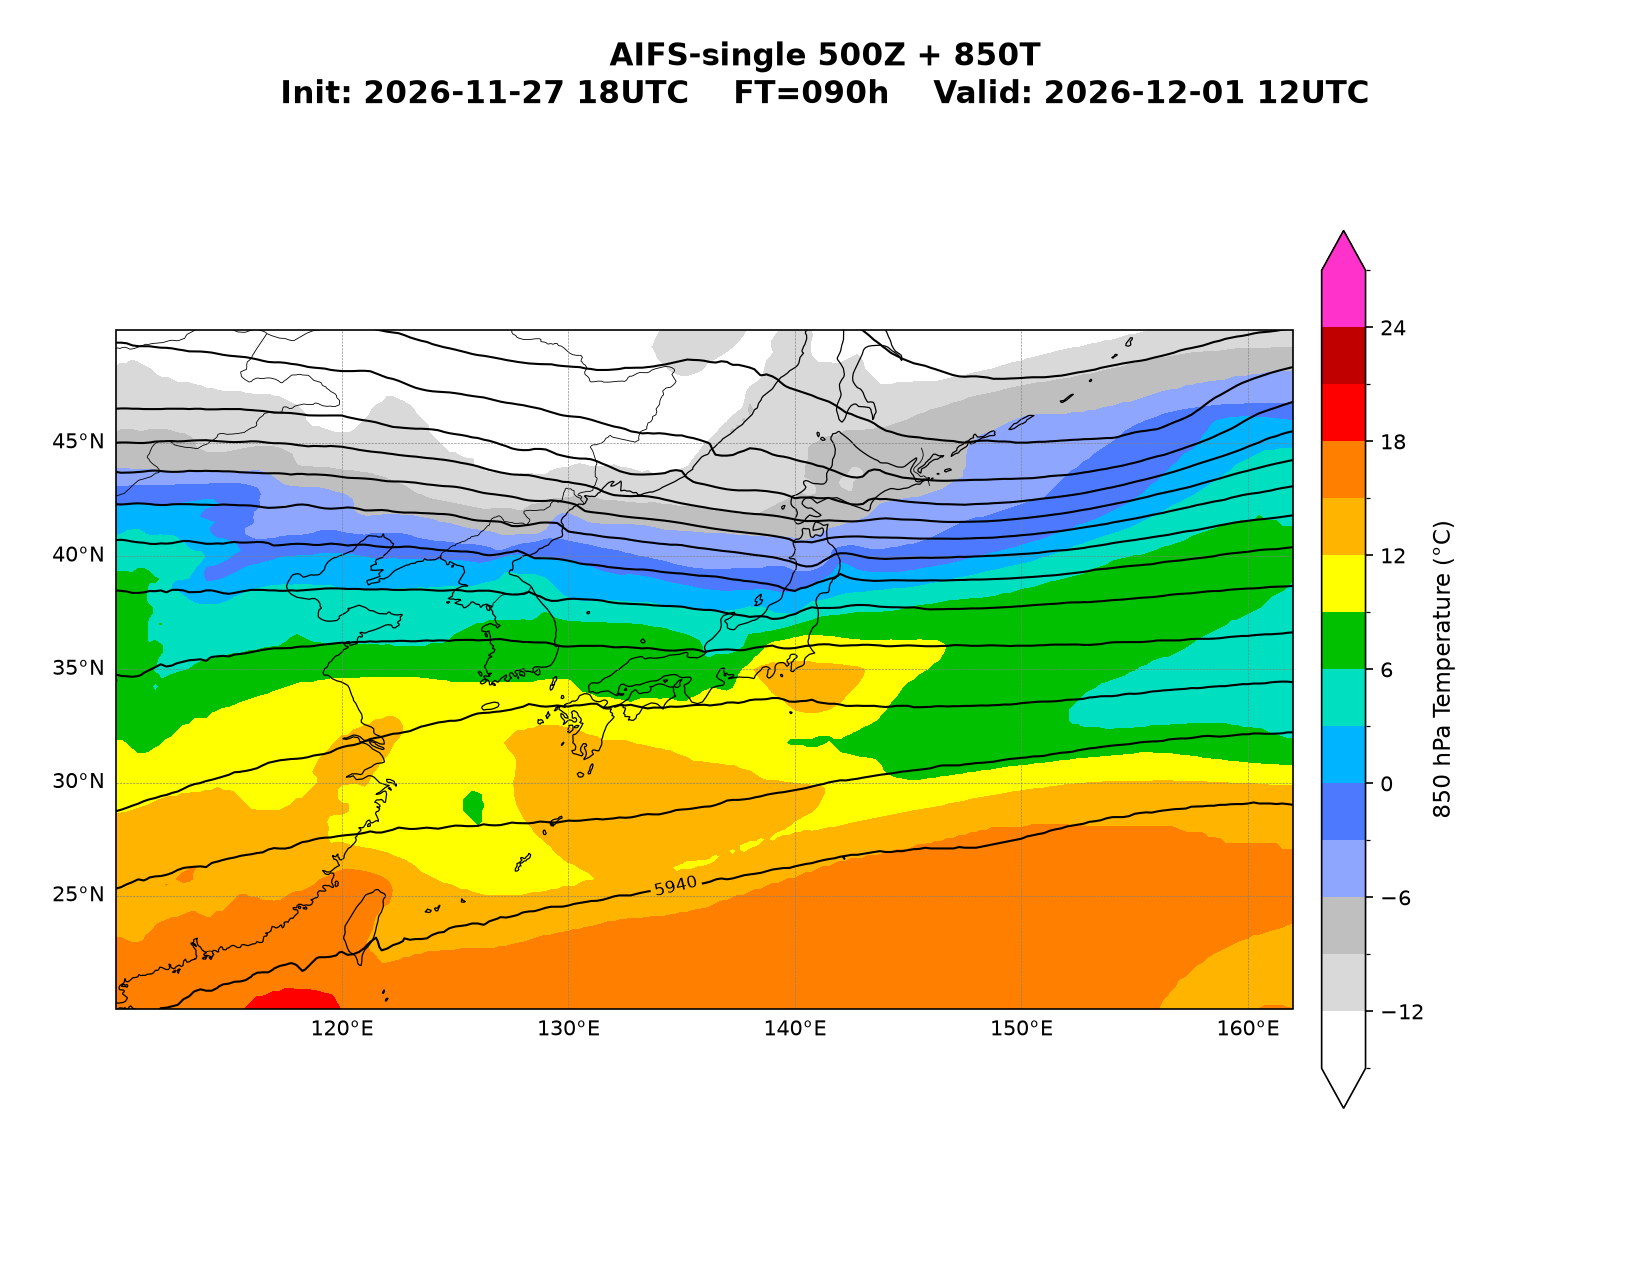 AIFS-single 500Z + 850T
Init: 2026-11-27 18UTC    FT=090h    Valid: 2026-12-01 12UTC
24
18
12
6
0
−6
−12
850 hPa Temperature (°C)
45°N
40°N
35°N
30°N
25°N
5940
120°E
130°E
140°E
150°E
160°E